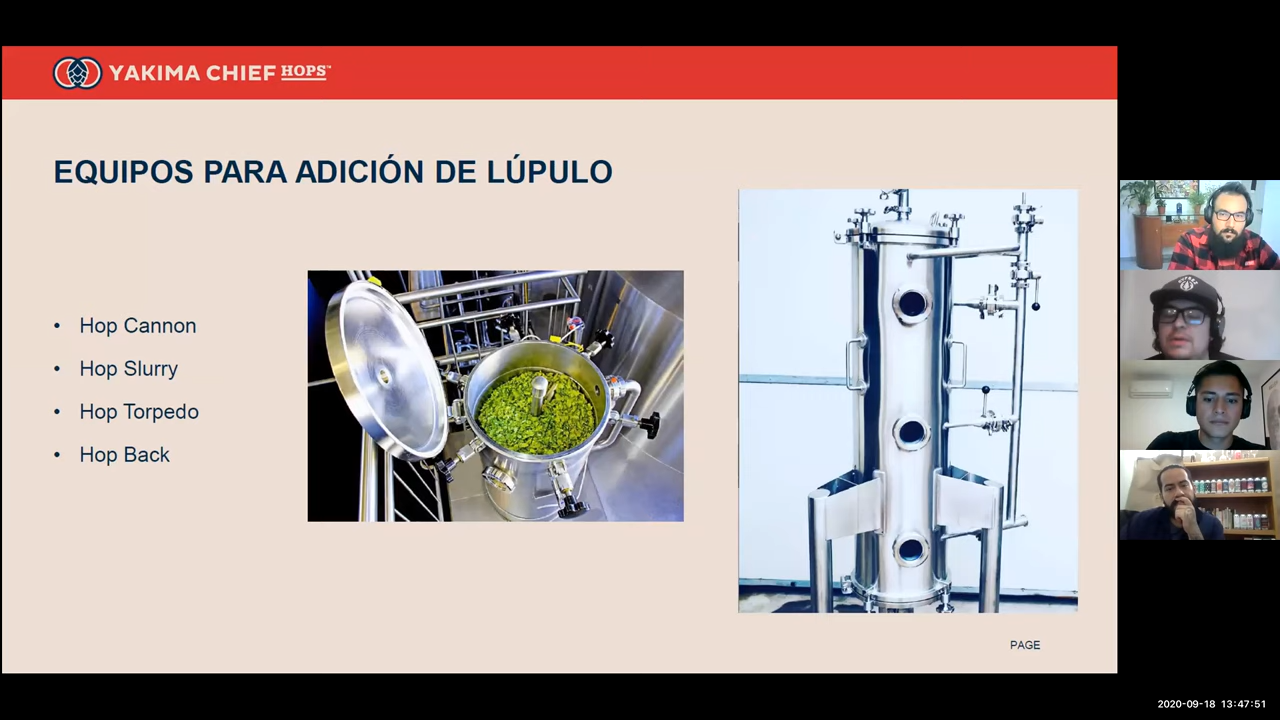 YAKIMA CHIEF HOPS™
EQUIPOS PARA ADICIÓN DE LÚPULO
• Hop Cannon
• Hop Slurry
• Hop Torpedo
• Hop Back
PAGE
2020-09-18 13:47:51